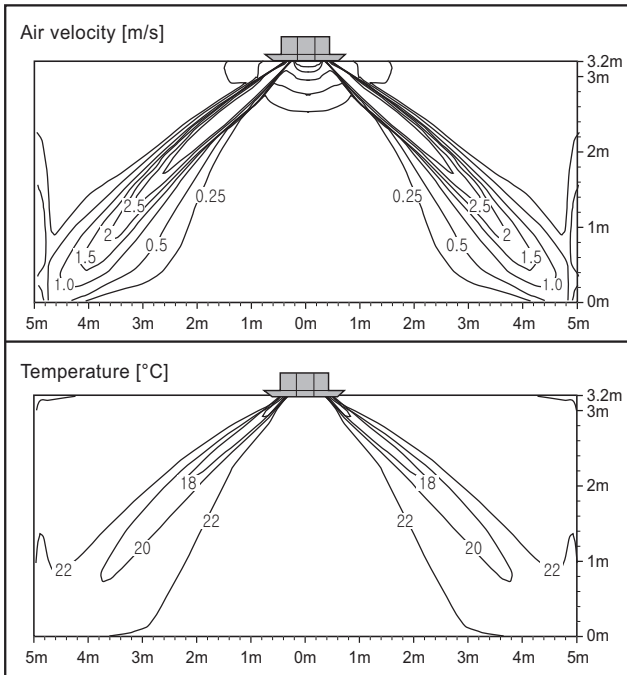 Air velocity [m/s]
3.2m
3m
2m
0.25 0.25
2.5 2.5
2 2
1m
0.5 0.5
1.5 1.5
1.0 1.0
0m
5m 4m 3m 2m 1m 0m 1m 2m 3m 4m 5m
Temperature [°C]
3.2m
3m
18 18
2m
22 22
20 20
22 22
1m
0m
5m 4m 3m 2m 1m 0m 1m 2m 3m 4m 5m